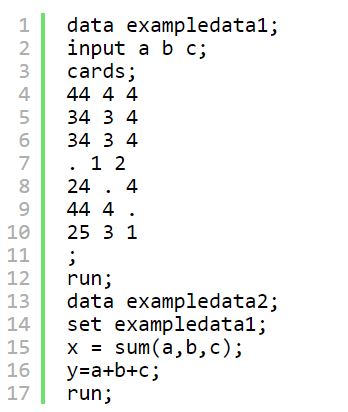 1 data exampledata1;
2 input a b c;
3 cards;
4 44 4 4
5 34 3 4
6 34 3 4
7 . 1 2
8 24 . 4
9 44 4 .
10 25 3 1
11 ;
12 run;
13 data exampledata2;
14 set exampledata1;
15 x = sum(a,b,c);
16 y=a+b+c;
17 run;